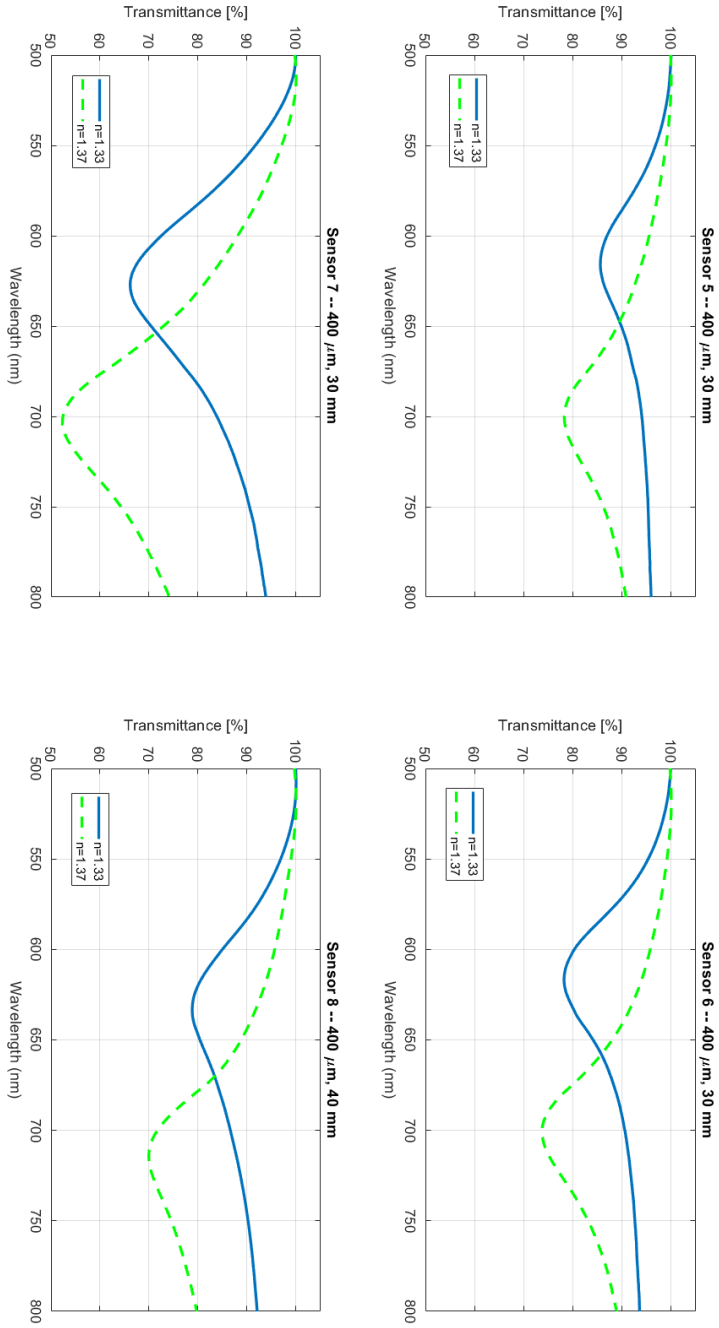 Sensor 5 -- 400 μm, 30 mm
Transmittance [%]
100
90
80
70
60
50
500
550
600
650
700
750
800
Wavelength (nm)
n=1.33
n=1.37
Sensor 6 -- 400 μm, 30 mm
Transmittance [%]
100
90
80
70
60
50
500
550
600
650
700
750
800
Wavelength (nm)
n=1.33
n=1.37
Sensor 7 -- 400 μm, 30 mm
Transmittance [%]
100
90
80
70
60
50
500
550
600
650
700
750
800
Wavelength (nm)
n=1.33
n=1.37
Sensor 8 -- 400 μm, 40 mm
Transmittance [%]
100
90
80
70
60
50
500
550
600
650
700
750
800
Wavelength (nm)
n=1.33
n=1.37